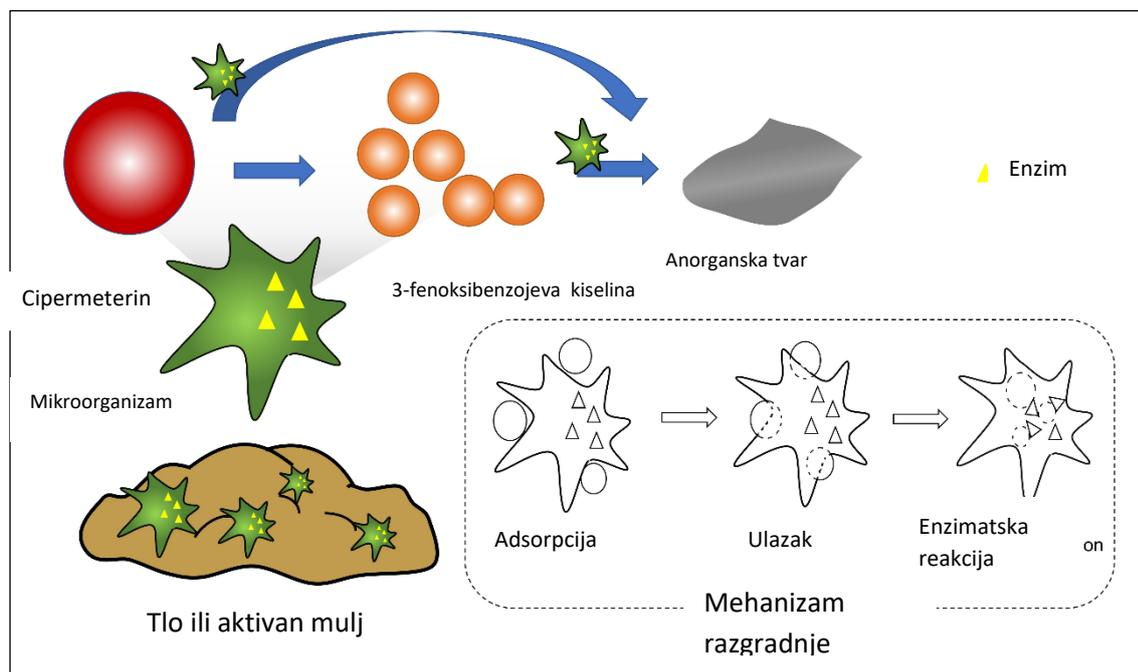 Enzim
Anorganska tvar
Cipermeterin
3-fenoksibenzojeva kiselina
Mikroorganizam
Adsorpcija
Ulazak
Enzimatska
reakcija
on
Mehanizam
razgradnje
Tlo ili aktivan mulj